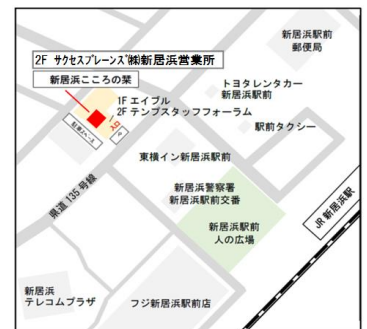 新居浜駅前
郵便局
2F サクセスブレーンズ㈱新居浜営業所
新居浜こころの栞
トヨタレンタカー
新居浜駅前
1F エイブル
2F テンプスタッフフォーラム
駅前タクシー
入口
東横イン新居浜駅前
県道 135 号線
新居浜警察署
新居浜駅前交番
JR 新居浜駅
新居浜駅前
人の広場
新居浜
テレコムプラザ
フジ新居浜駅前店